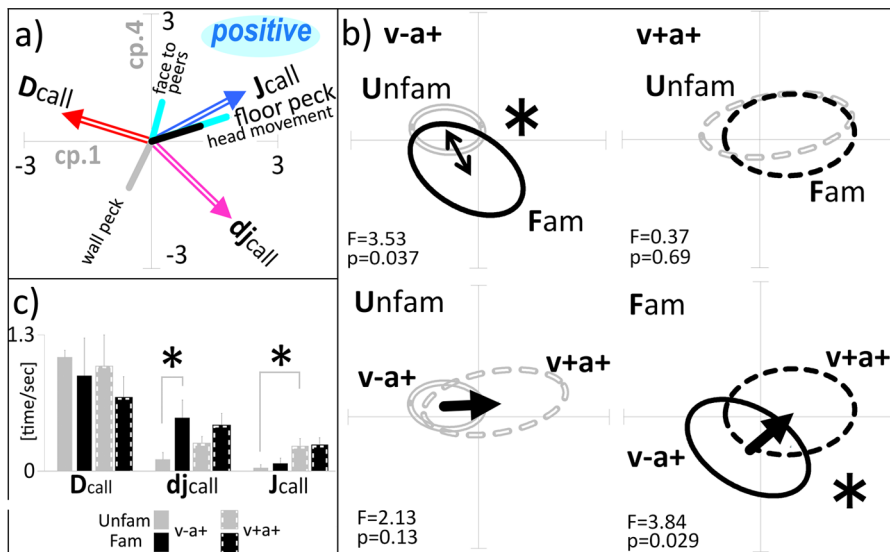 a)
3
cp.4
positive
face to
peers
Dcall
Jcall
floor peck
head movement
cp.1
-3
3
wall peck
djcall
-3
b)
v-a+
v+a+
Unfam
Unfam
*
Fam
Fam
F=3.53
p=0.037
F=0.37
p=0.69
Unfam
Fam
v-a+
v+a+
v+a+
v-a+
*
F=2.13
p=0.13
F=3.84
p=0.029
c)
1.3
[time/sec]
*
*
0
Dcall
djcall
Jcall
Unfam
Fam
v-a+
v+a+